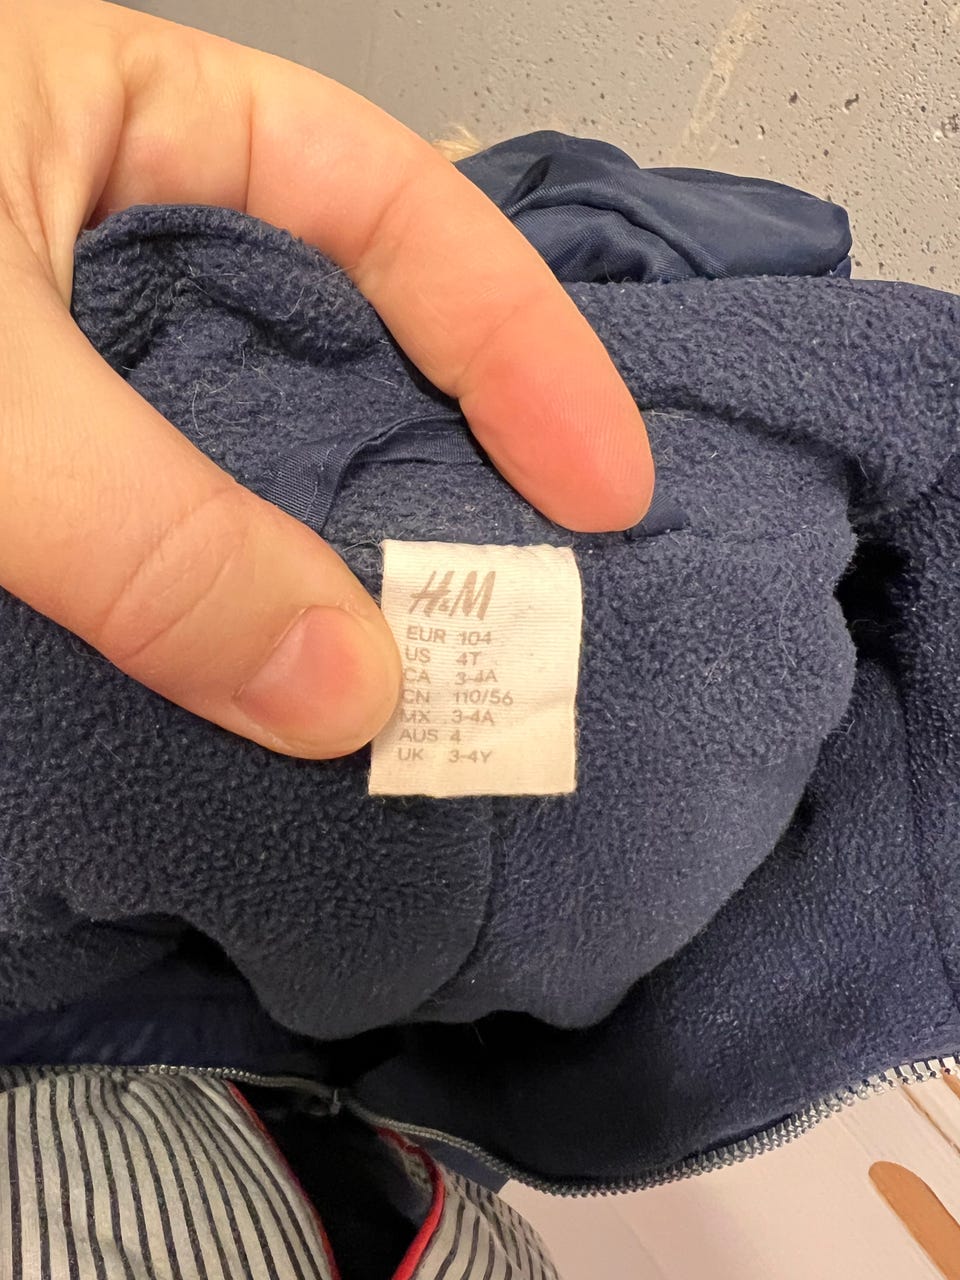 H&M
EUR 104
US 4T
CA 3-4A
CN 110/56
MX 3-4A
AUS 4
UK 3-4Y